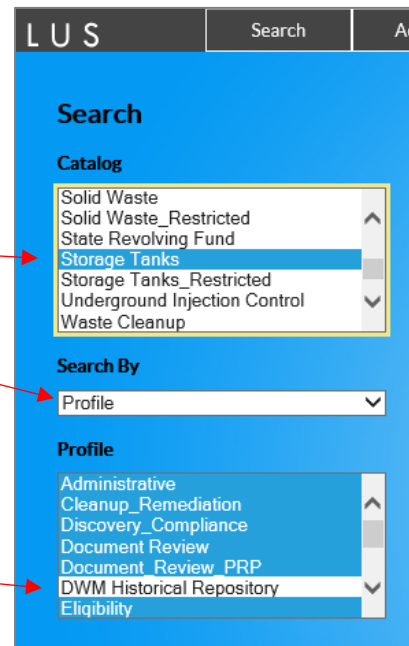 LUS Search Ad
Search
Catalog
Solid Waste
Solid Waste_Restricted
State Revolving Fund
Storage Tanks
Storage Tanks_Restricted
Underground Injection Control
Waste Cleanup
Search By
Profile
Profile
Administrative
Cleanup_Remediation
Discovery_Compliance
Document Review
Document_Review_PRP
DWM Historical Repository
Eligibility